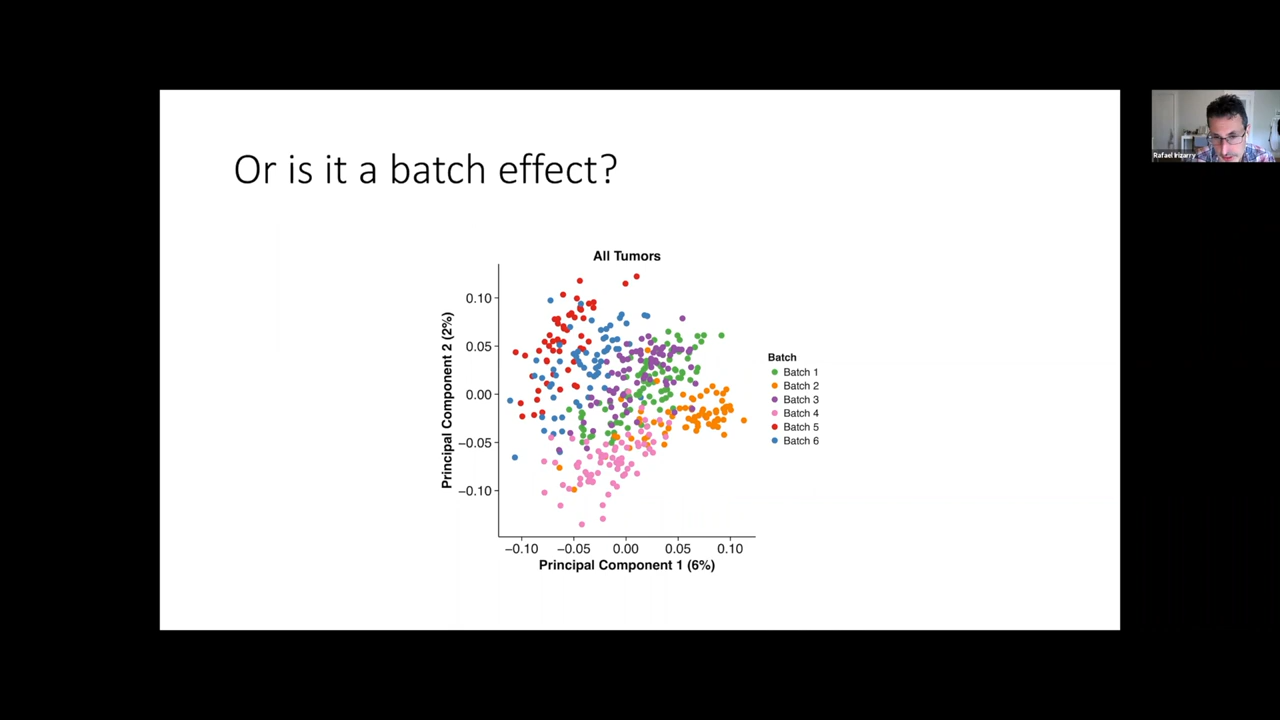 Or is it a batch effect?
Rafael Irizarry
All Tumors
Principal Component 2 (2%)
0.10
0.05
0.00
−0.05
−0.10
−0.10
−0.05
0.00
0.05
0.10
Principal Component 1 (6%)
Batch
Batch 1
Batch 2
Batch 3
Batch 4
Batch 5
Batch 6